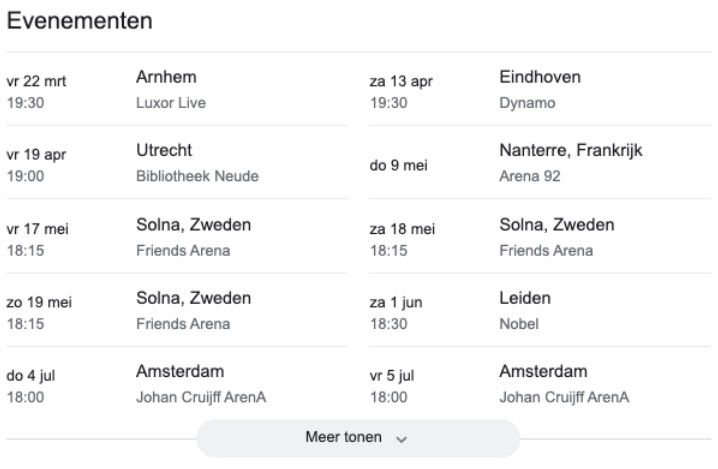 Evenementen
vr 22 mrt
19:30
Arnhem
Luxor Live
za 13 apr
19:30
Eindhoven
Dynamo
vr 19 apr
19:00
Utrecht
Bibliotheek Neude
do 9 mei
Nanterre, Frankrijk
Arena 92
vr 17 mei
18:15
Solna, Zweden
Friends Arena
za 18 mei
18:15
Solna, Zweden
Friends Arena
zo 19 mei
18:15
Solna, Zweden
Friends Arena
za 1 jun
18:30
Leiden
Nobel
do 4 jul
18:00
Amsterdam
Johan Cruijff ArenA
vr 5 jul
18:00
Amsterdam
Johan Cruijff ArenA
Meer tonen